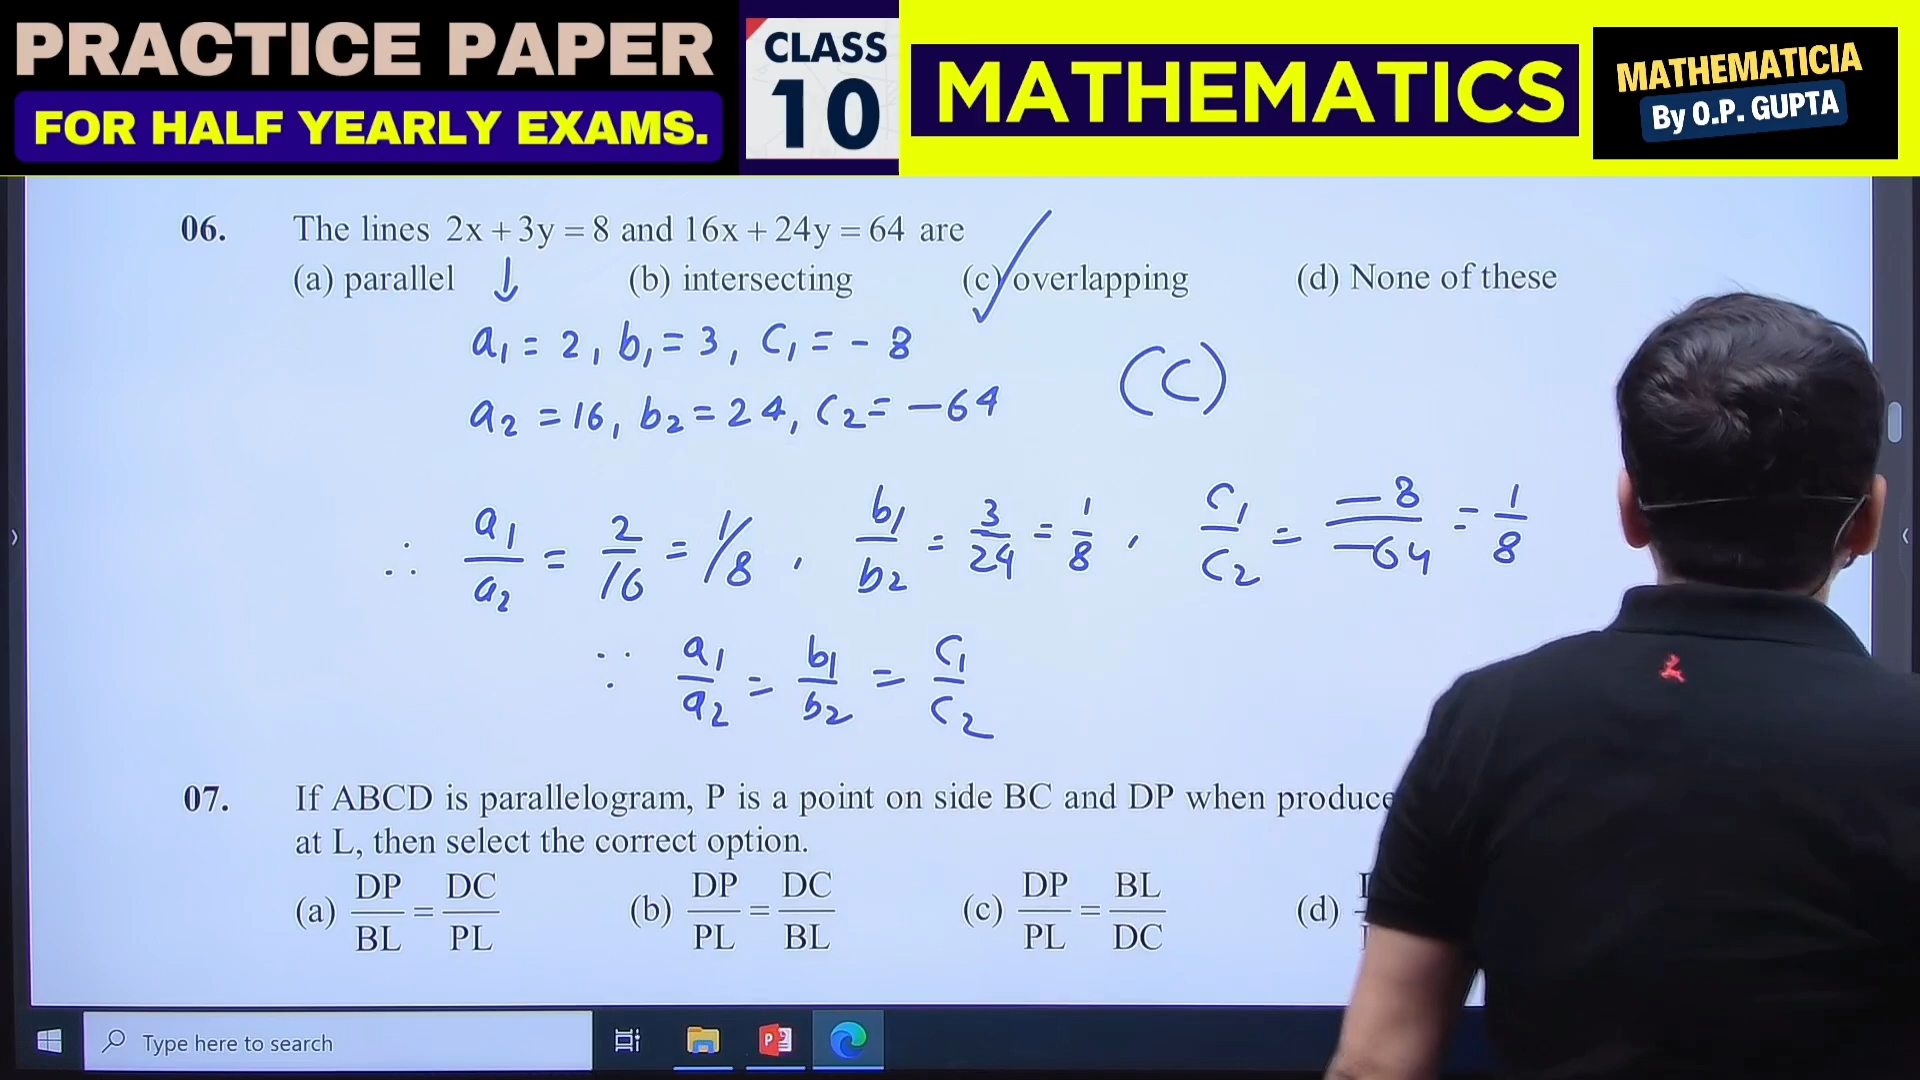 PRACTICE PAPER
FOR HALF YEARLY EXAMS.
CLASS
10
MATHEMATICS
MATHEMATICIA
By O.P. GUPTA
06. The lines 2x + 3y = 8 and 16x + 24y = 64 are
(a) parallel ↓ (b) intersecting (c) overlapping (d) None of these
a₁ = 2, b₁ = 3, C₁ = - 8
(C)
a₂ = 16, b₂ = 24, C₂ = -64
∴ a₁/a₂ = 2/16 = 1/8, b₁/b₂ = 3/24 = 1/8, C₁/C₂ = -8/-64 = 1/8
∵ a₁/a₂ = b₁/b₂ = C₁/C₂
07. If ABCD is parallelogram, P is a point on side BC and DP when
at L, then select the correct option.
(a) DP/BL = DC/PL (b) DP/PL = DC/BL (c) DP/PL = BL/DC (d)
Type here to search